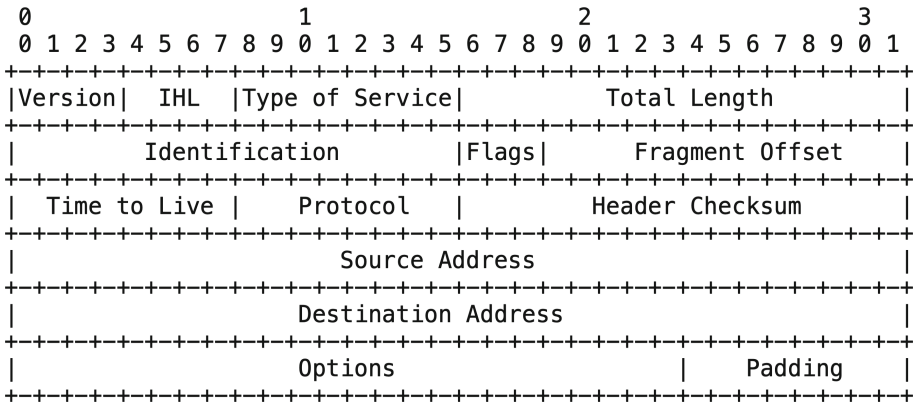 0                   1                   2                   3
 0 1 2 3 4 5 6 7 8 9 0 1 2 3 4 5 6 7 8 9 0 1 2 3 4 5 6 7 8 9 0 1
+-+-+-+-+-+-+-+-+-+-+-+-+-+-+-+-+-+-+-+-+-+-+-+-+-+-+-+-+-+-+-+-+
|Version|  IHL  |Type of Service|          Total Length         |
+-+-+-+-+-+-+-+-+-+-+-+-+-+-+-+-+-+-+-+-+-+-+-+-+-+-+-+-+-+-+-+-+
|         Identification        |Flags|      Fragment Offset    |
+-+-+-+-+-+-+-+-+-+-+-+-+-+-+-+-+-+-+-+-+-+-+-+-+-+-+-+-+-+-+-+-+
|  Time to Live |    Protocol   |         Header Checksum       |
+-+-+-+-+-+-+-+-+-+-+-+-+-+-+-+-+-+-+-+-+-+-+-+-+-+-+-+-+-+-+-+-+
|                       Source Address                          |
+-+-+-+-+-+-+-+-+-+-+-+-+-+-+-+-+-+-+-+-+-+-+-+-+-+-+-+-+-+-+-+-+
|                    Destination Address                        |
+-+-+-+-+-+-+-+-+-+-+-+-+-+-+-+-+-+-+-+-+-+-+-+-+-+-+-+-+-+-+-+-+
|                    Options                    |    Padding    |
+-+-+-+-+-+-+-+-+-+-+-+-+-+-+-+-+-+-+-+-+-+-+-+-+-+-+-+-+-+-+-+-+